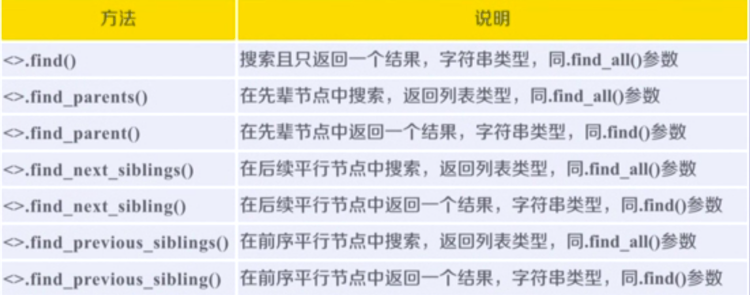 方法 说明
<>.find() 搜索且只返回一个结果，字符串类型，同.find_all()参数
<>.find_parents() 在先辈节点中搜索，返回列表类型，同.find_all()参数
<>.find_parent() 在先辈节点中返回一个结果，字符串类型，同.find()参数
<>.find_next_siblings() 在后续平行节点中搜索，返回列表类型，同.find_all()参数
<>.find_next_sibling() 在后续平行节点中返回一个结果，字符串类型，同.find()参数
<>.find_previous_siblings() 在前序平行节点中搜索，返回列表类型，同.find_all()参数
<>.find_previous_sibling() 在前序平行节点中返回一个结果，字符串类型，同.find()参数